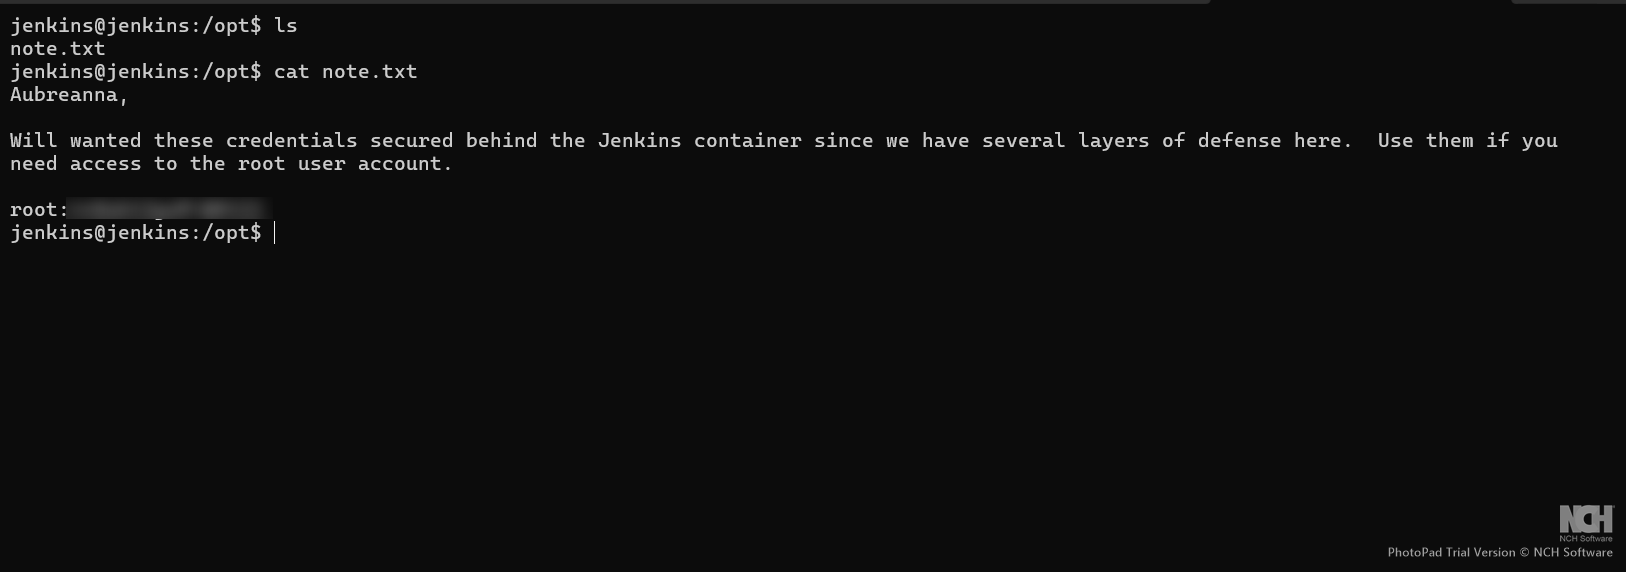 jenkins@jenkins:/opt$ ls
note.txt
jenkins@jenkins:/opt$ cat note.txt
Aubreanna,
Will wanted these credentials secured behind the Jenkins container since we have several layers of defense here.  Use them if you
need access to the root user account.
root:
jenkins@jenkins:/opt$
NCH
NCH Software
PhotoPad Trial Version © NCH Software